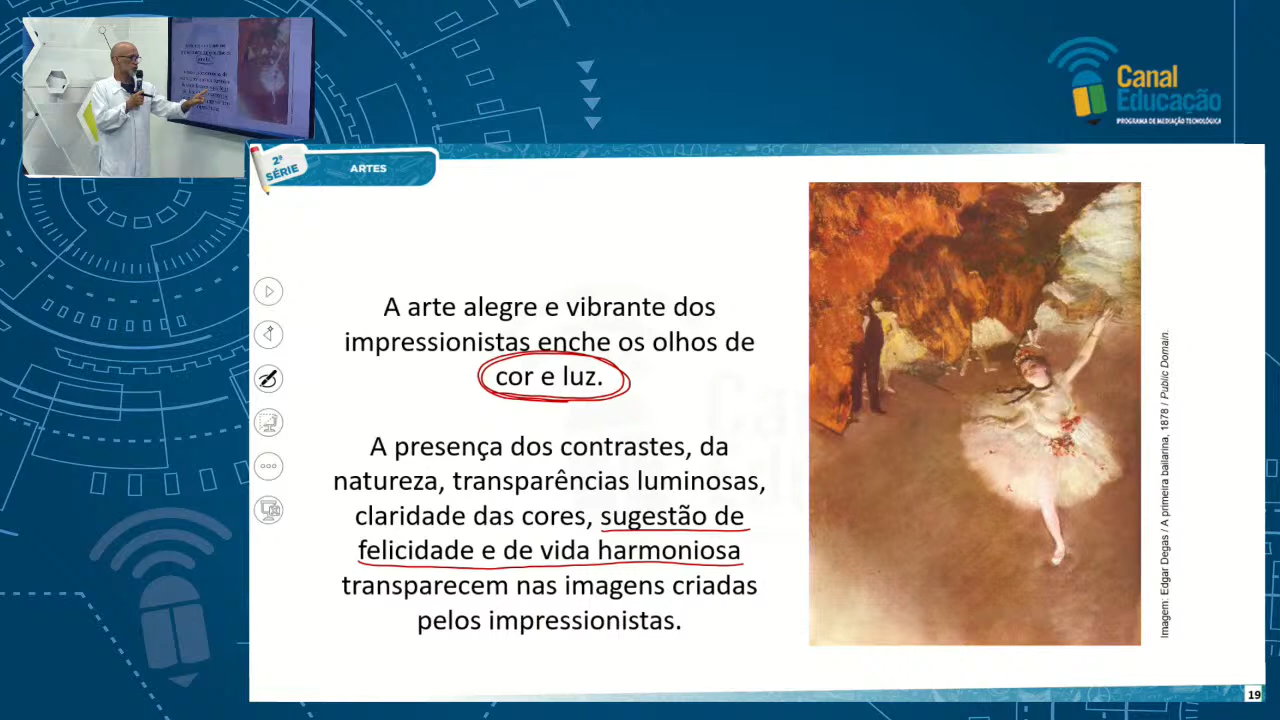 Canal
Educação
PROGRAMA DE MEDIAÇÃO TECNOLÓGICA
2ª
SÉRIE
ARTES
A arte alegre e vibrante dos
impressionistas enche os olhos de
cor e luz.
A presença dos contrastes, da
natureza, transparências luminosas,
claridade das cores, sugestão de
felicidade e de vida harmoniosa
transparecem nas imagens criadas
pelos impressionistas.
Imagem: Edgar Degas / A primeira bailarina, 1878 / Public Domain.
19